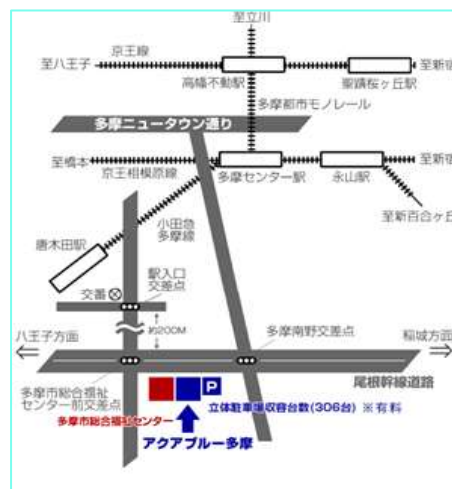 至立川
京王線
至八王子
高幡不動駅
聖蹟桜ヶ丘駅
至新宿
多摩都市モノレール
多摩ニュータウン通り
至橋本
京王相模原線
多摩センター駅
永山駅
至新宿
至新百合ヶ丘
小田急
多摩線
唐木田駅
駅入口
交差点
交番
約200M
八王子方面
多摩南野交差点
稲城方面
尾根幹線道路
多摩市総合福祉
センター前交差点
P
立体駐車場収容台数(306台) ※有料
多摩市総合福祉センター
アクアブルー多摩